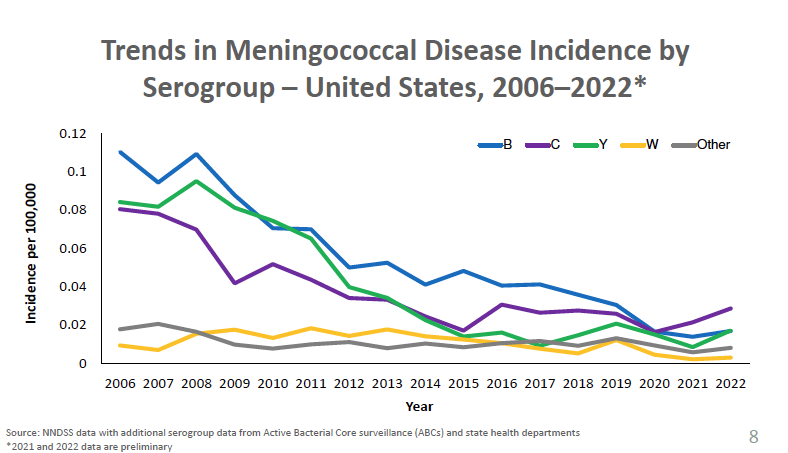 Trends in Meningococcal Disease Incidence by
Serogroup – United States, 2006–2022*
B C Y W Other
Incidence per 100,000
0.12
0.1
0.08
0.06
0.04
0.02
0
2006 2007 2008 2009 2010 2011 2012 2013 2014 2015 2016 2017 2018 2019 2020 2021 2022
Year
Source: NNDSS data with additional serogroup data from Active Bacterial Core surveillance (ABCs) and state health departments
*2021 and 2022 data are preliminary
8